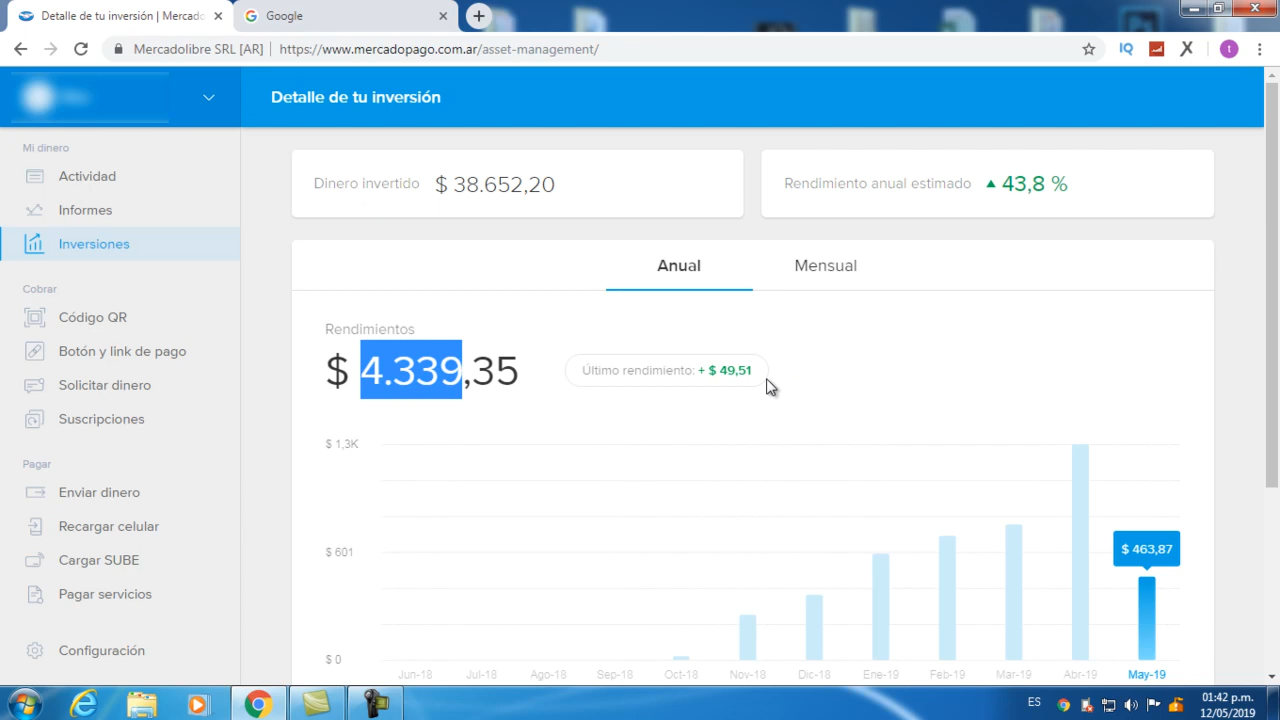 Detalle de tu inversión | Mercado
Google
Mercadolibre SRL [AR] | https://www.mercadopago.com.ar/asset-management/
IQ
X
t
Detalle de tu inversión
Mi dinero
Actividad
Informes
Inversiones
Cobrar
Código QR
Botón y link de pago
Solicitar dinero
Suscripciones
Pagar
Enviar dinero
Recargar celular
Cargar SUBE
Pagar servicios
Configuración
Dinero invertido $ 38.652,20
Rendimiento anual estimado 43,8 %
Anual Mensual
Rendimientos
$ 4.339,35
Último rendimiento: + $ 49,51
$ 1,3K
$ 601
$ 463,87
$ 0
Jun-18 Jul-18 Ago-18 Sep-18 Oct-18 Nov-18 Dic-18 Ene-19 Feb-19 Mar-19 Abr-19 May-19
ES
01:42 p.m.
12/05/2019